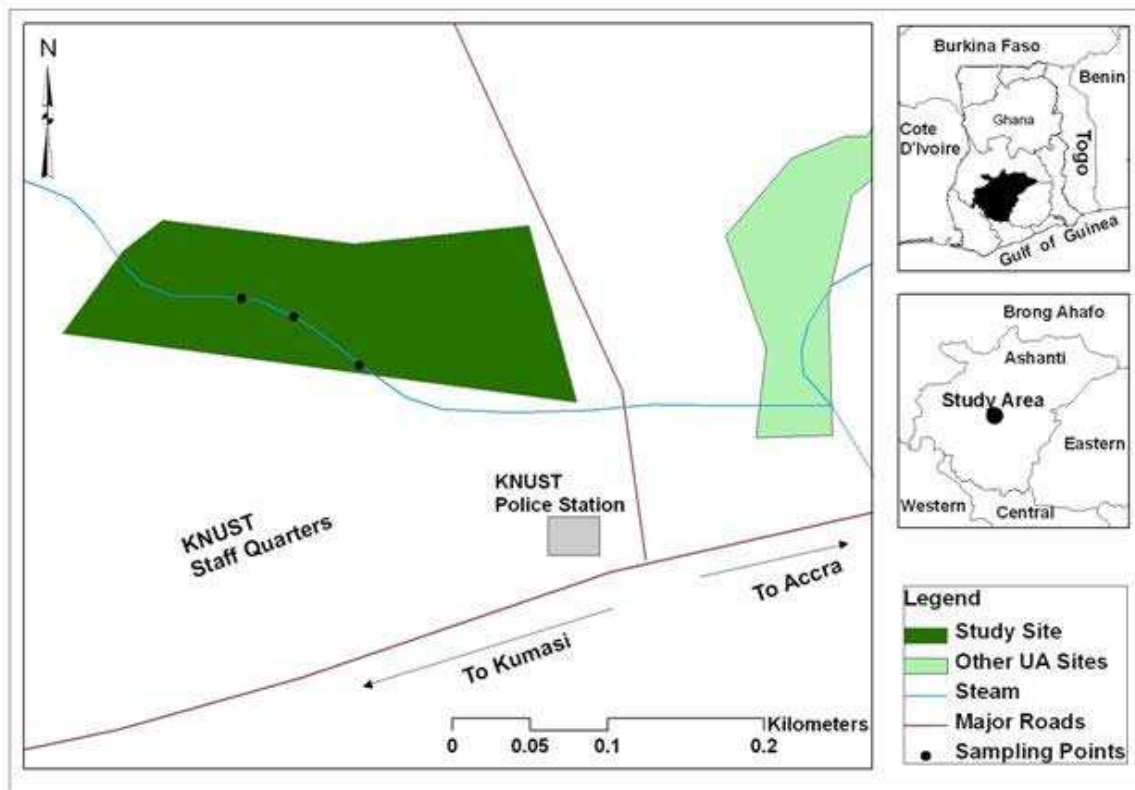 N
KNUST
Police Station
KNUST
Staff Quarters
To Accra
To Kumasi
Kilometers
0
0.05
0.1
0.2
Burkina Faso
Benin
Ghana
Cote
D'Ivoire
Togo
Gulf of Guinea
Brong Ahafo
Ashanti
Study Area
Eastern
Western
Central
Legend
Study Site
Other UA Sites
Steam
Major Roads
Sampling Points